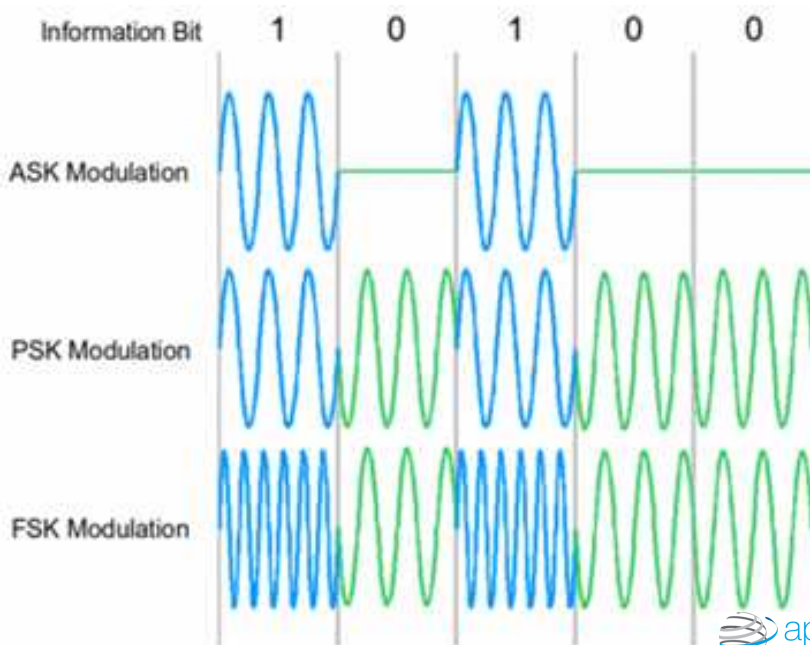 Information Bit 1 0 1 0 0
ASK Modulation
PSK Modulation
FSK Modulation